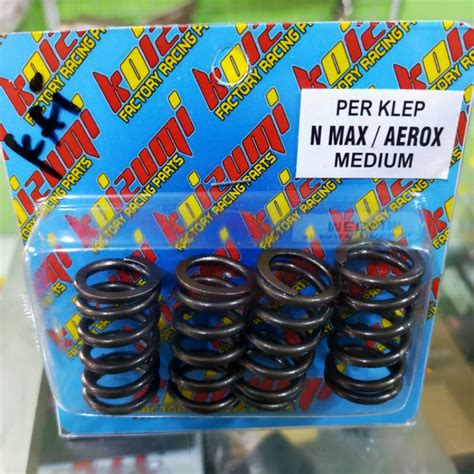 koizumi
FACTORY RACING PARTS
PER KLEP
N MAX / AEROX
MEDIUM